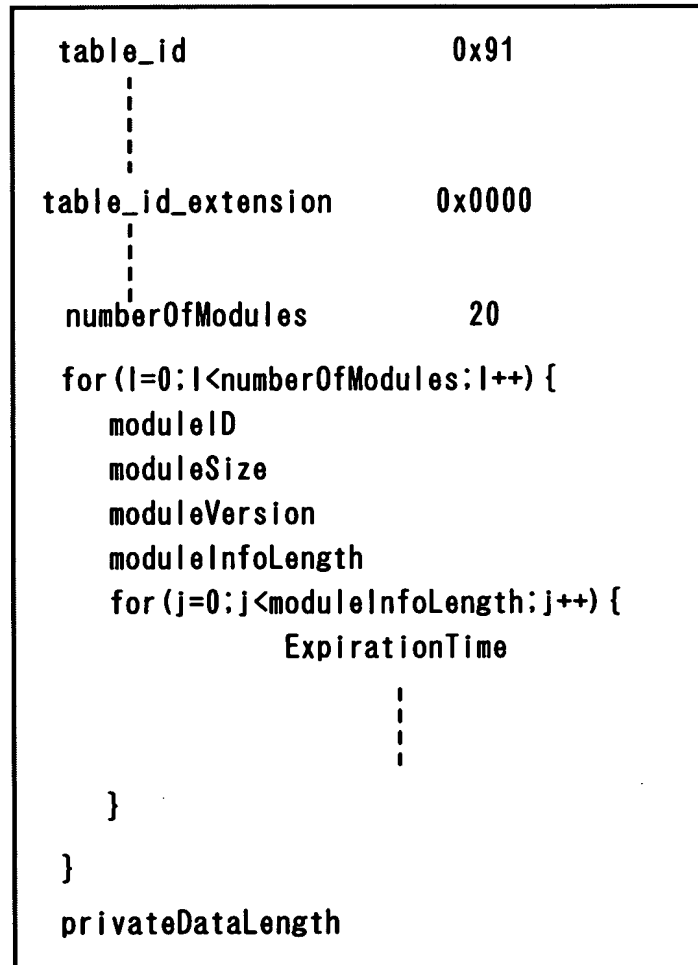 table_id 0x91
table_id_extension 0x0000
numberOfModules 20
for(I=0;I<numberOfModules;I++){
moduleID
moduleSize
moduleVersion
moduleInfoLength
for(j=0;j<moduleInfoLength;j++){
ExpirationTime
}
}
privateDataLength